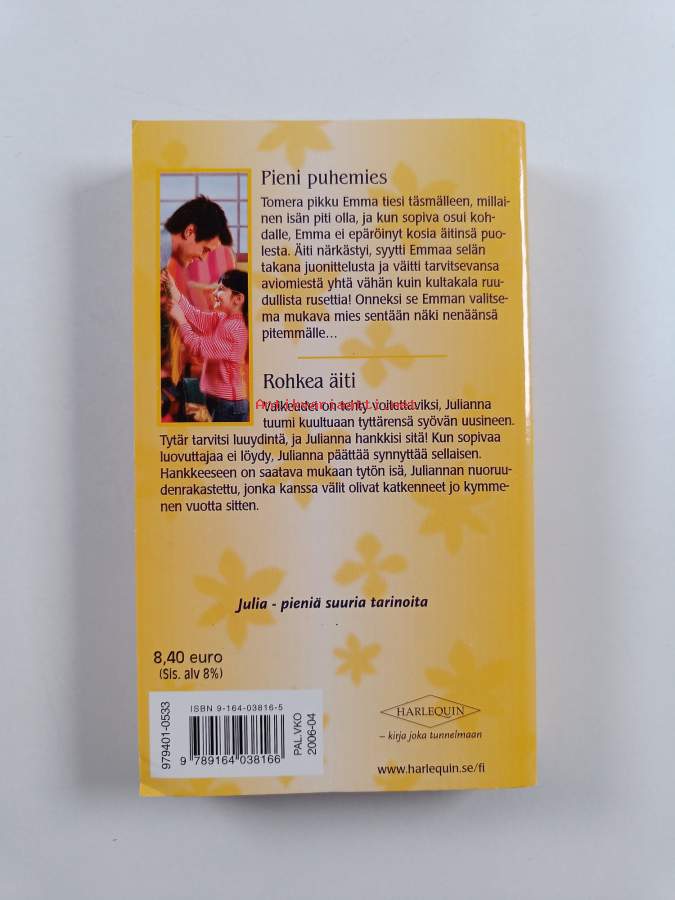 Pieni puhemies
Tomera pikku Emma tiesi täsmälleen, millai-
nen isän piti olla, ja kun sopiva osui koh-
dalle, Emma ei epäröinyt kosia äitinsä puo-
lesta. Äiti närkästyi, syytti Emmaa selän
takana juonittelusta ja väitti tarvitsevansa
aviomiestä yhtä vähän kuin kultakala ruu-
dullista rusettia! Onneksi se Emman valitse-
ma mukava mies sentään näki nenäänsä
pitemmälle...
Rohkea äiti
Vaikeudet on tehty voitettaviksi, Julianna
tuumi kuultuaan tyttärensä syövän uusineen.
Tytär tarvitsi luuydintä, ja Julianna hankkisi sitä! Kun sopivaa
luovuttajaa ei löydy, Julianna päättää synnyttää sellaisen.
Hankkeeseen on saatava mukaan tytön isä, Juliannan nuoruu-
denrakastettu, jonka kanssa välit olivat katkenneet jo kymme-
nen vuotta sitten.
Julia - pieniä suuria tarinoita
8,40 euro
(Sis. alv 8%)
979401-0533
ISBN 9-164-03816-5
9 789164 038166
PAL.VKO
2006-04
HARLEQUIN
– kirja joka tunnelmaan
www.harlequin.se/fi